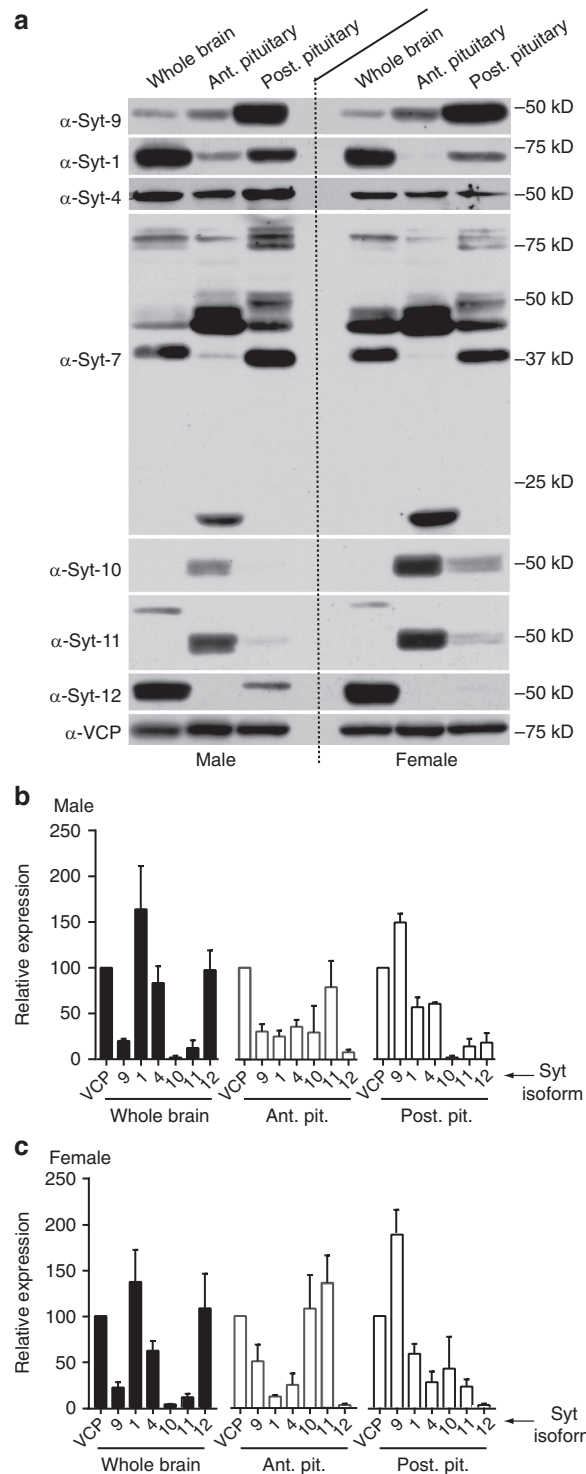 a
Whole brain Ant. pituitary Post. pituitary Whole brain Ant. pituitary Post. pituitary
α-Syt-9 –50 kD
α-Syt-1 –75 kD
α-Syt-4 –50 kD
–75 kD
–50 kD
α-Syt-7 –37 kD
–25 kD
α-Syt-10 –50 kD
α-Syt-11 –50 kD
α-Syt-12 –50 kD
α-VCP –75 kD
Male Female
b
Male
250
200
150
100
50
0
Relative expression
VCP 9 1 4 10 11 12 VCP 9 1 4 10 11 12 VCP 9 1 4 10 11 12
Syt isoform
Whole brain Ant. pit. Post. pit.
c
Female
250
200
150
100
50
0
Relative expression
VCP 9 1 4 10 11 12 VCP 9 1 4 10 11 12 VCP 9 1 4 10 11 12
Syt isoform
Whole brain Ant. pit. Post. pit.